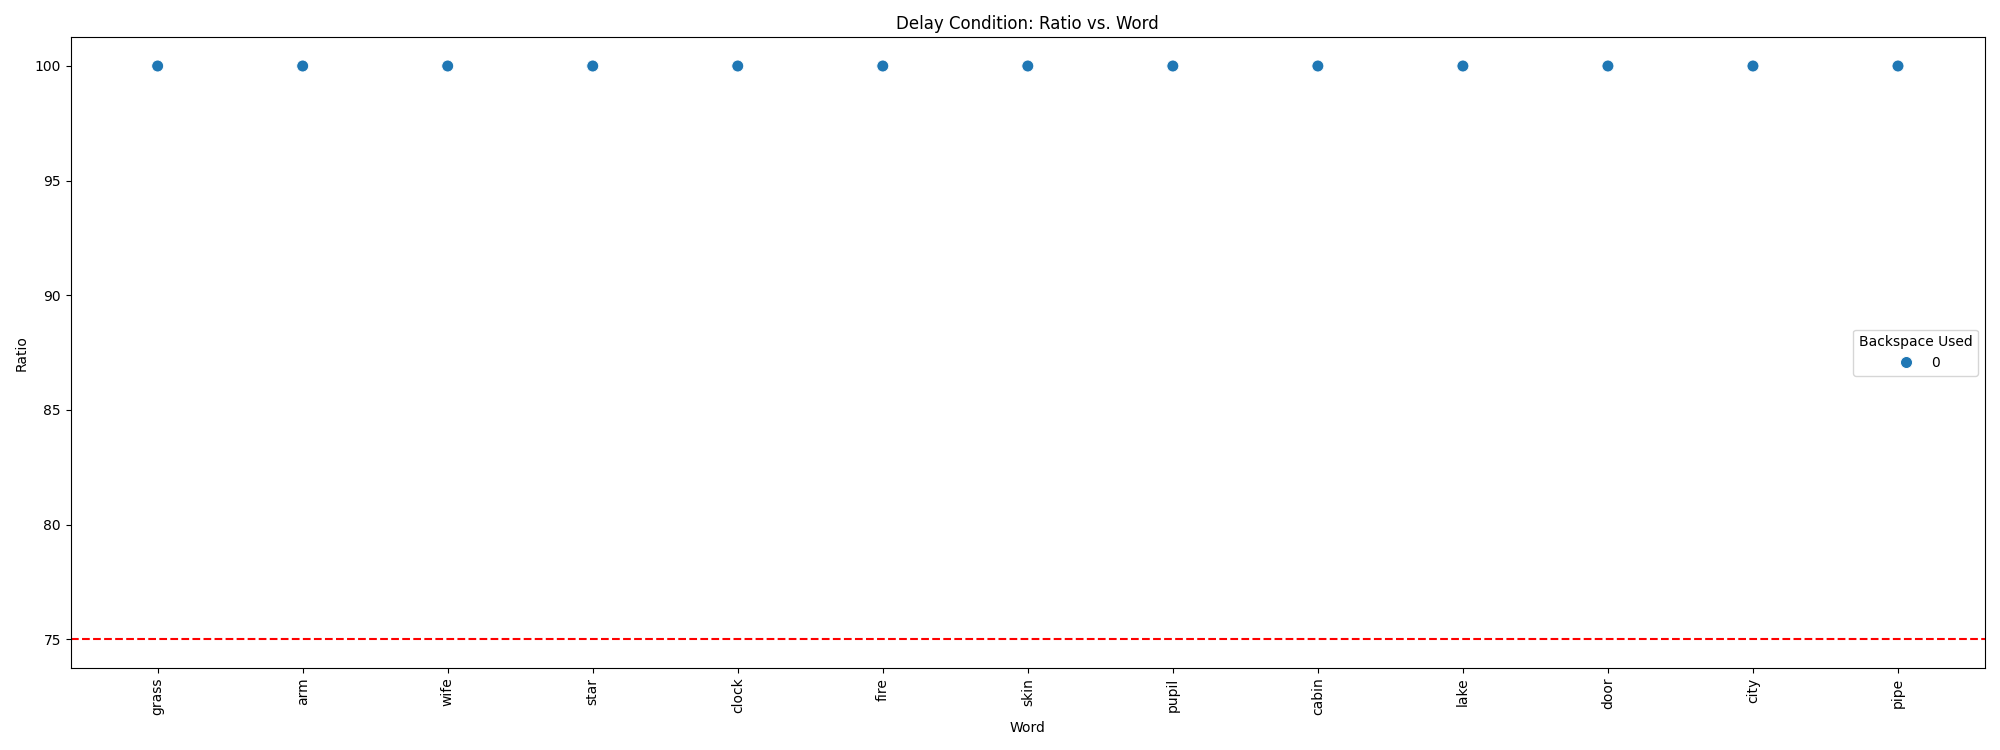 Delay Condition: Ratio vs. Word
100
95
90
85
80
75
Ratio
Backspace Used
0
grass
arm
wife
star
clock
fire
skin
pupil
cabin
lake
door
city
pipe
Word